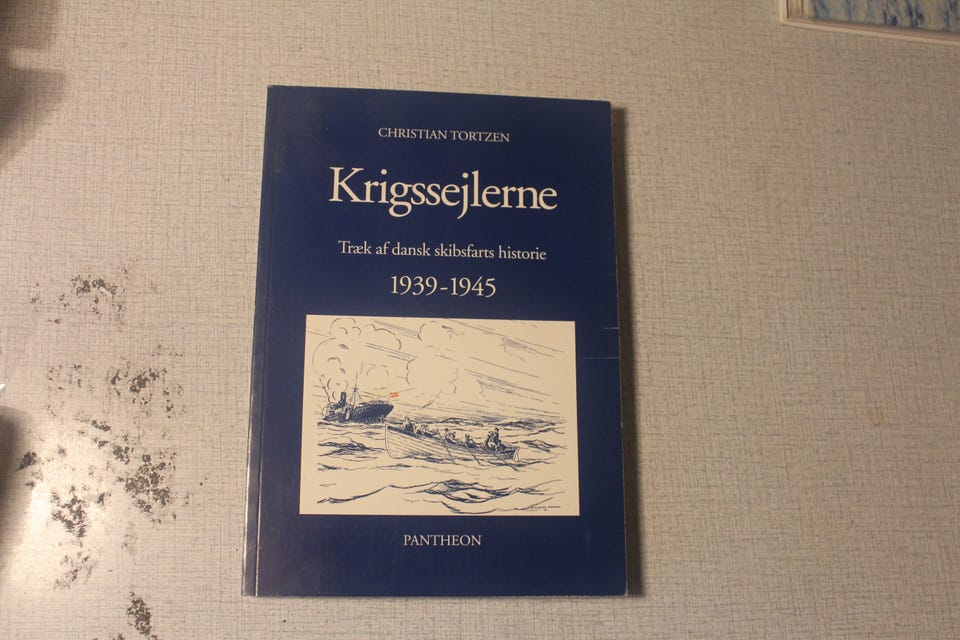 CHRISTIAN TORTZEN
Krigssejlerne
Træk af dansk skibsfarts historie
1939-1945
PANTHEON